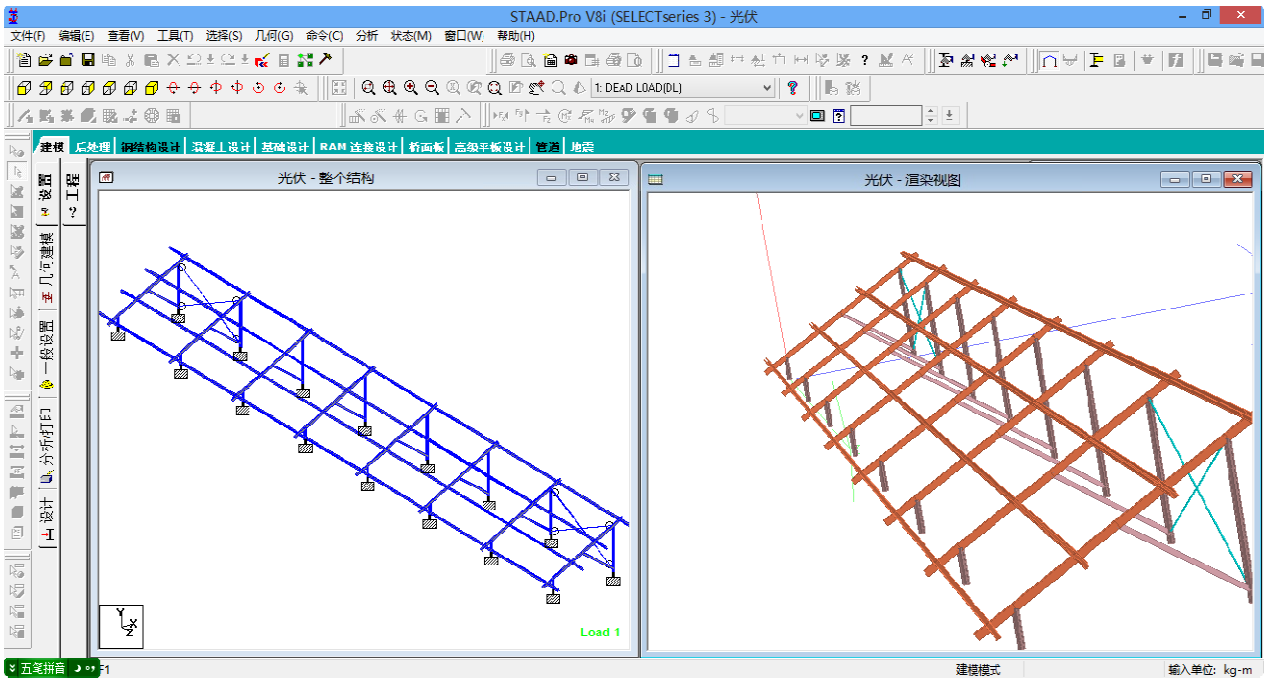 STAAD.Pro V8i (SELECTseries 3) - 光伏
文件(F) 编辑(E) 查看(V) 工具(T) 选择(S) 几何(G) 命令(C) 分析 状态(M) 窗口(W 帮助(H)
1: DEAD LOAD(DL)
建模 后处理 钢结构设计 混凝土设计 基础设计 RAM 连接设计 桥面板 高级平板设计 管道 地震
设置
工程
几何建模
一般设置
分析/打印
设计
光伏 - 整个结构
光伏 - 渲染视图
Y
X
Z
Load 1
五笔拼音
F1
建模模式
输入单位: kg-m